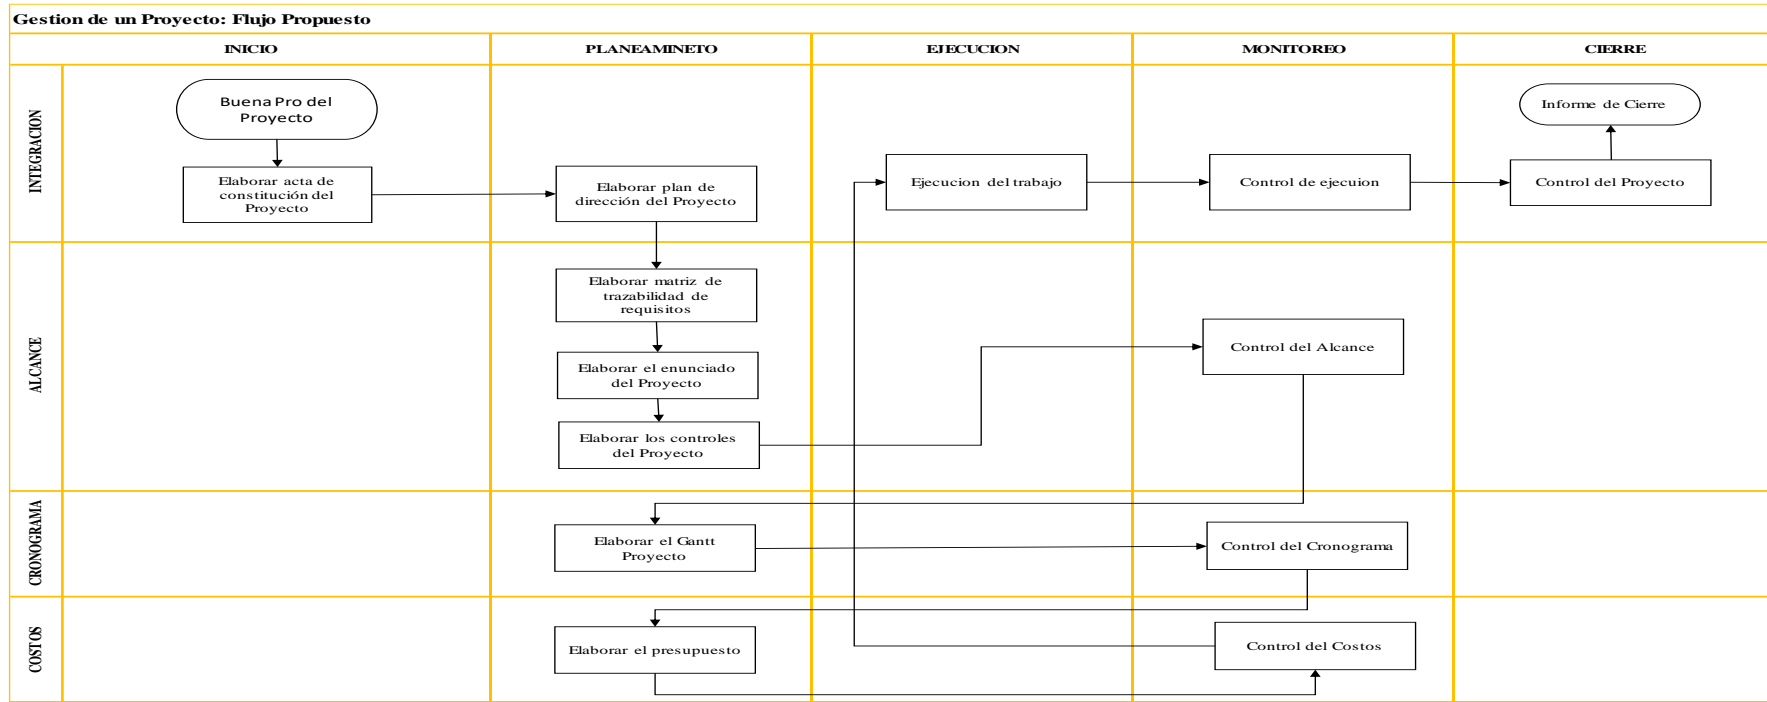 Gestion de un Proyecto: Flujo Propuesto
INICIO
PLANEAMINETO
EJECUCION
MONITOREO
CIERRE
INTEGRACION
Buena Pro del
Proyecto
Elaborar acta de
constitución del
Proyecto
Elaborar plan de
dirección del Proyecto
Ejecucion del trabajo
Control de ejecuion
Informe de Cierre
Control del Proyecto
ALCANCE
Elaborar matriz de
trazabilidad de
requisitos
Elaborar el enunciado
del Proyecto
Elaborar los controles
del Proyecto
Control del Alcance
CRONOGRAMA
Elaborar el Gantt
Proyecto
Control del Cronograma
COSTOS
Elaborar el presupuesto
Control del Costos